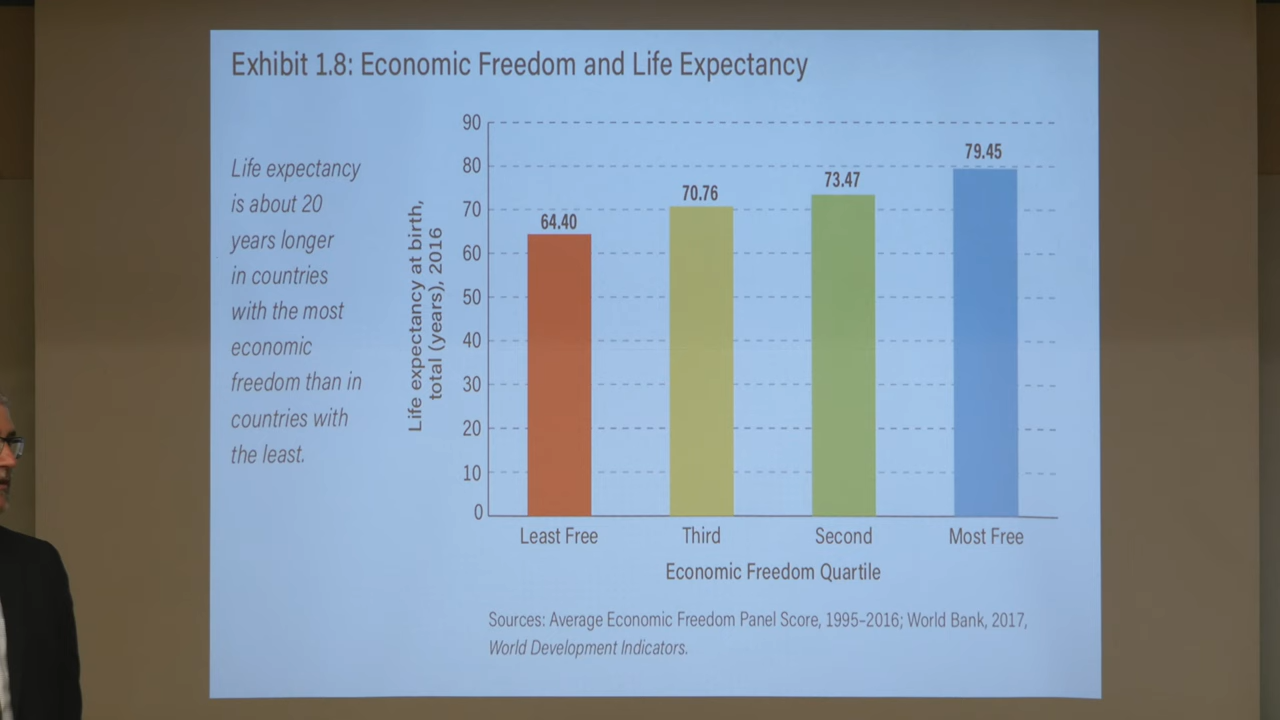 Exhibit 1.8: Economic Freedom and Life Expectancy
Life expectancy
is about 20
years longer
in countries
with the most
economic
freedom than in
countries with
the least.
Life expectancy at birth,
total (years), 2016
90
80
70
60
50
40
30
20
10
0
64.40
70.76
73.47
79.45
Least Free
Third
Second
Most Free
Economic Freedom Quartile
Sources: Average Economic Freedom Panel Score, 1995–2016; World Bank, 2017,
World Development Indicators.